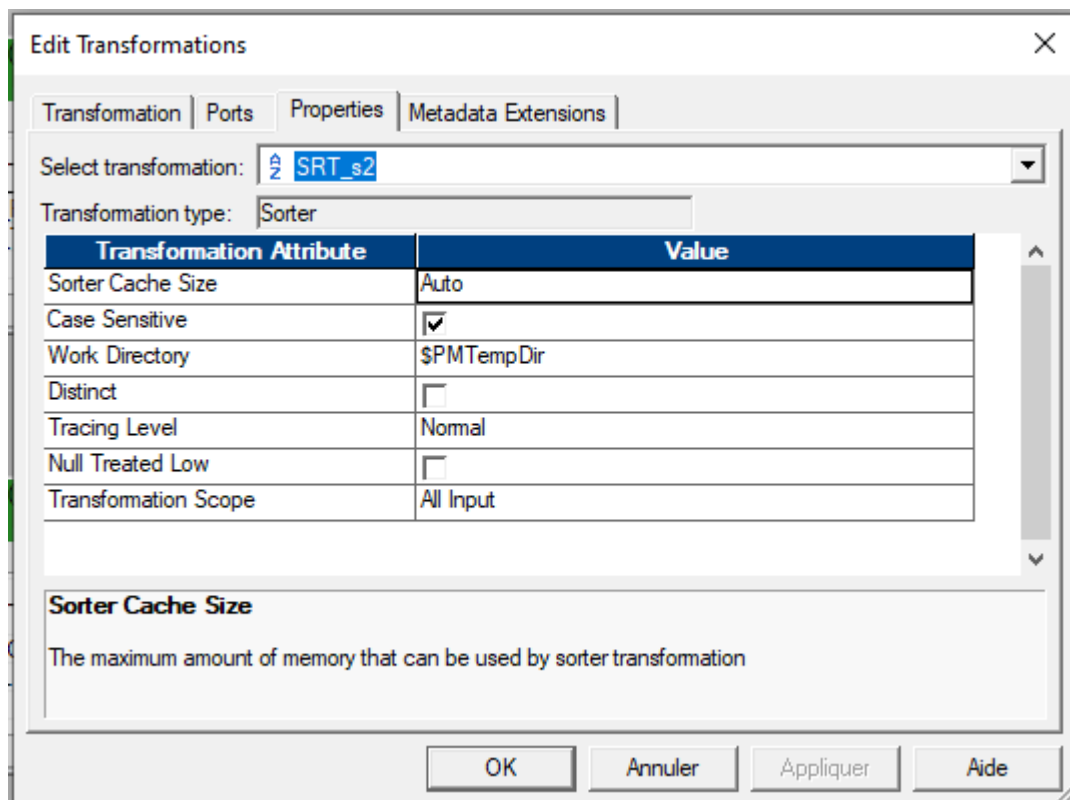 Edit Transformations
Transformation Ports Properties Metadata Extensions
Select transformation: SRT_s2
Transformation type: Sorter
Transformation Attribute Value
Sorter Cache Size Auto
Case Sensitive
Work Directory $PMTempDir
Distinct
Tracing Level Normal
Null Treated Low
Transformation Scope All Input
Sorter Cache Size
The maximum amount of memory that can be used by sorter transformation
OK Annuler Appliquer Aide